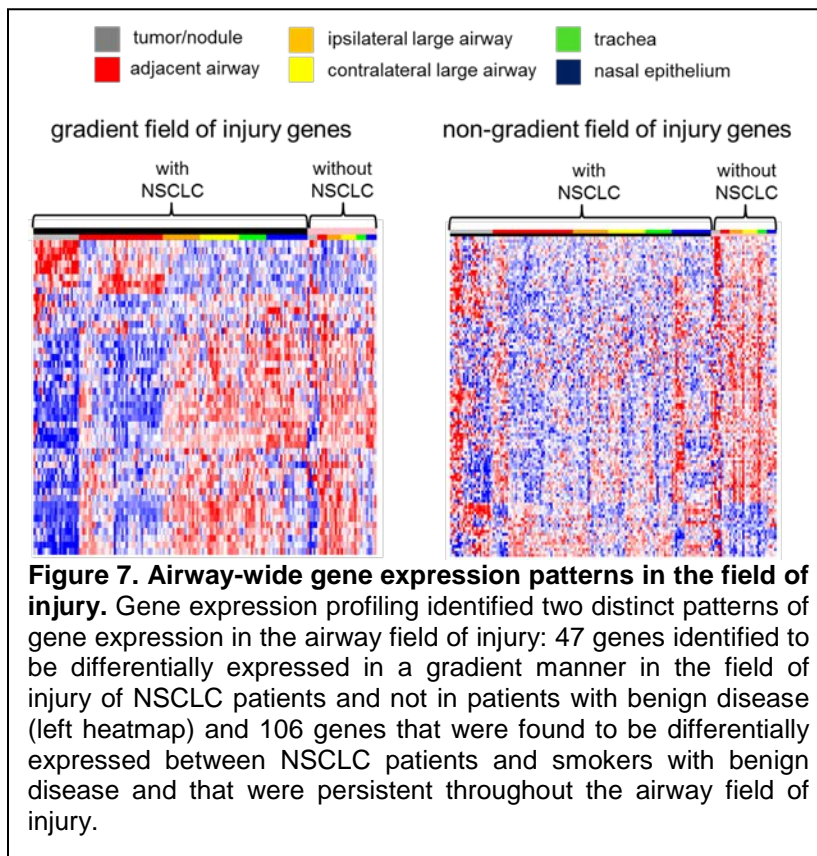 tumor/nodule ipsilateral large airway trachea
adjacent airway contralateral large airway nasal epithelium
gradient field of injury genes non-gradient field of injury genes
with NSCLC without NSCLC with NSCLC without NSCLC
Figure 7. Airway-wide gene expression patterns in the field of
injury. Gene expression profiling identified two distinct patterns of
gene expression in the airway field of injury: 47 genes identified to
be differentially expressed in a gradient manner in the field of
injury of NSCLC patients and not in patients with benign disease
(left heatmap) and 106 genes that were found to be differentially
expressed between NSCLC patients and smokers with benign
disease and that were persistent throughout the airway field of
injury.